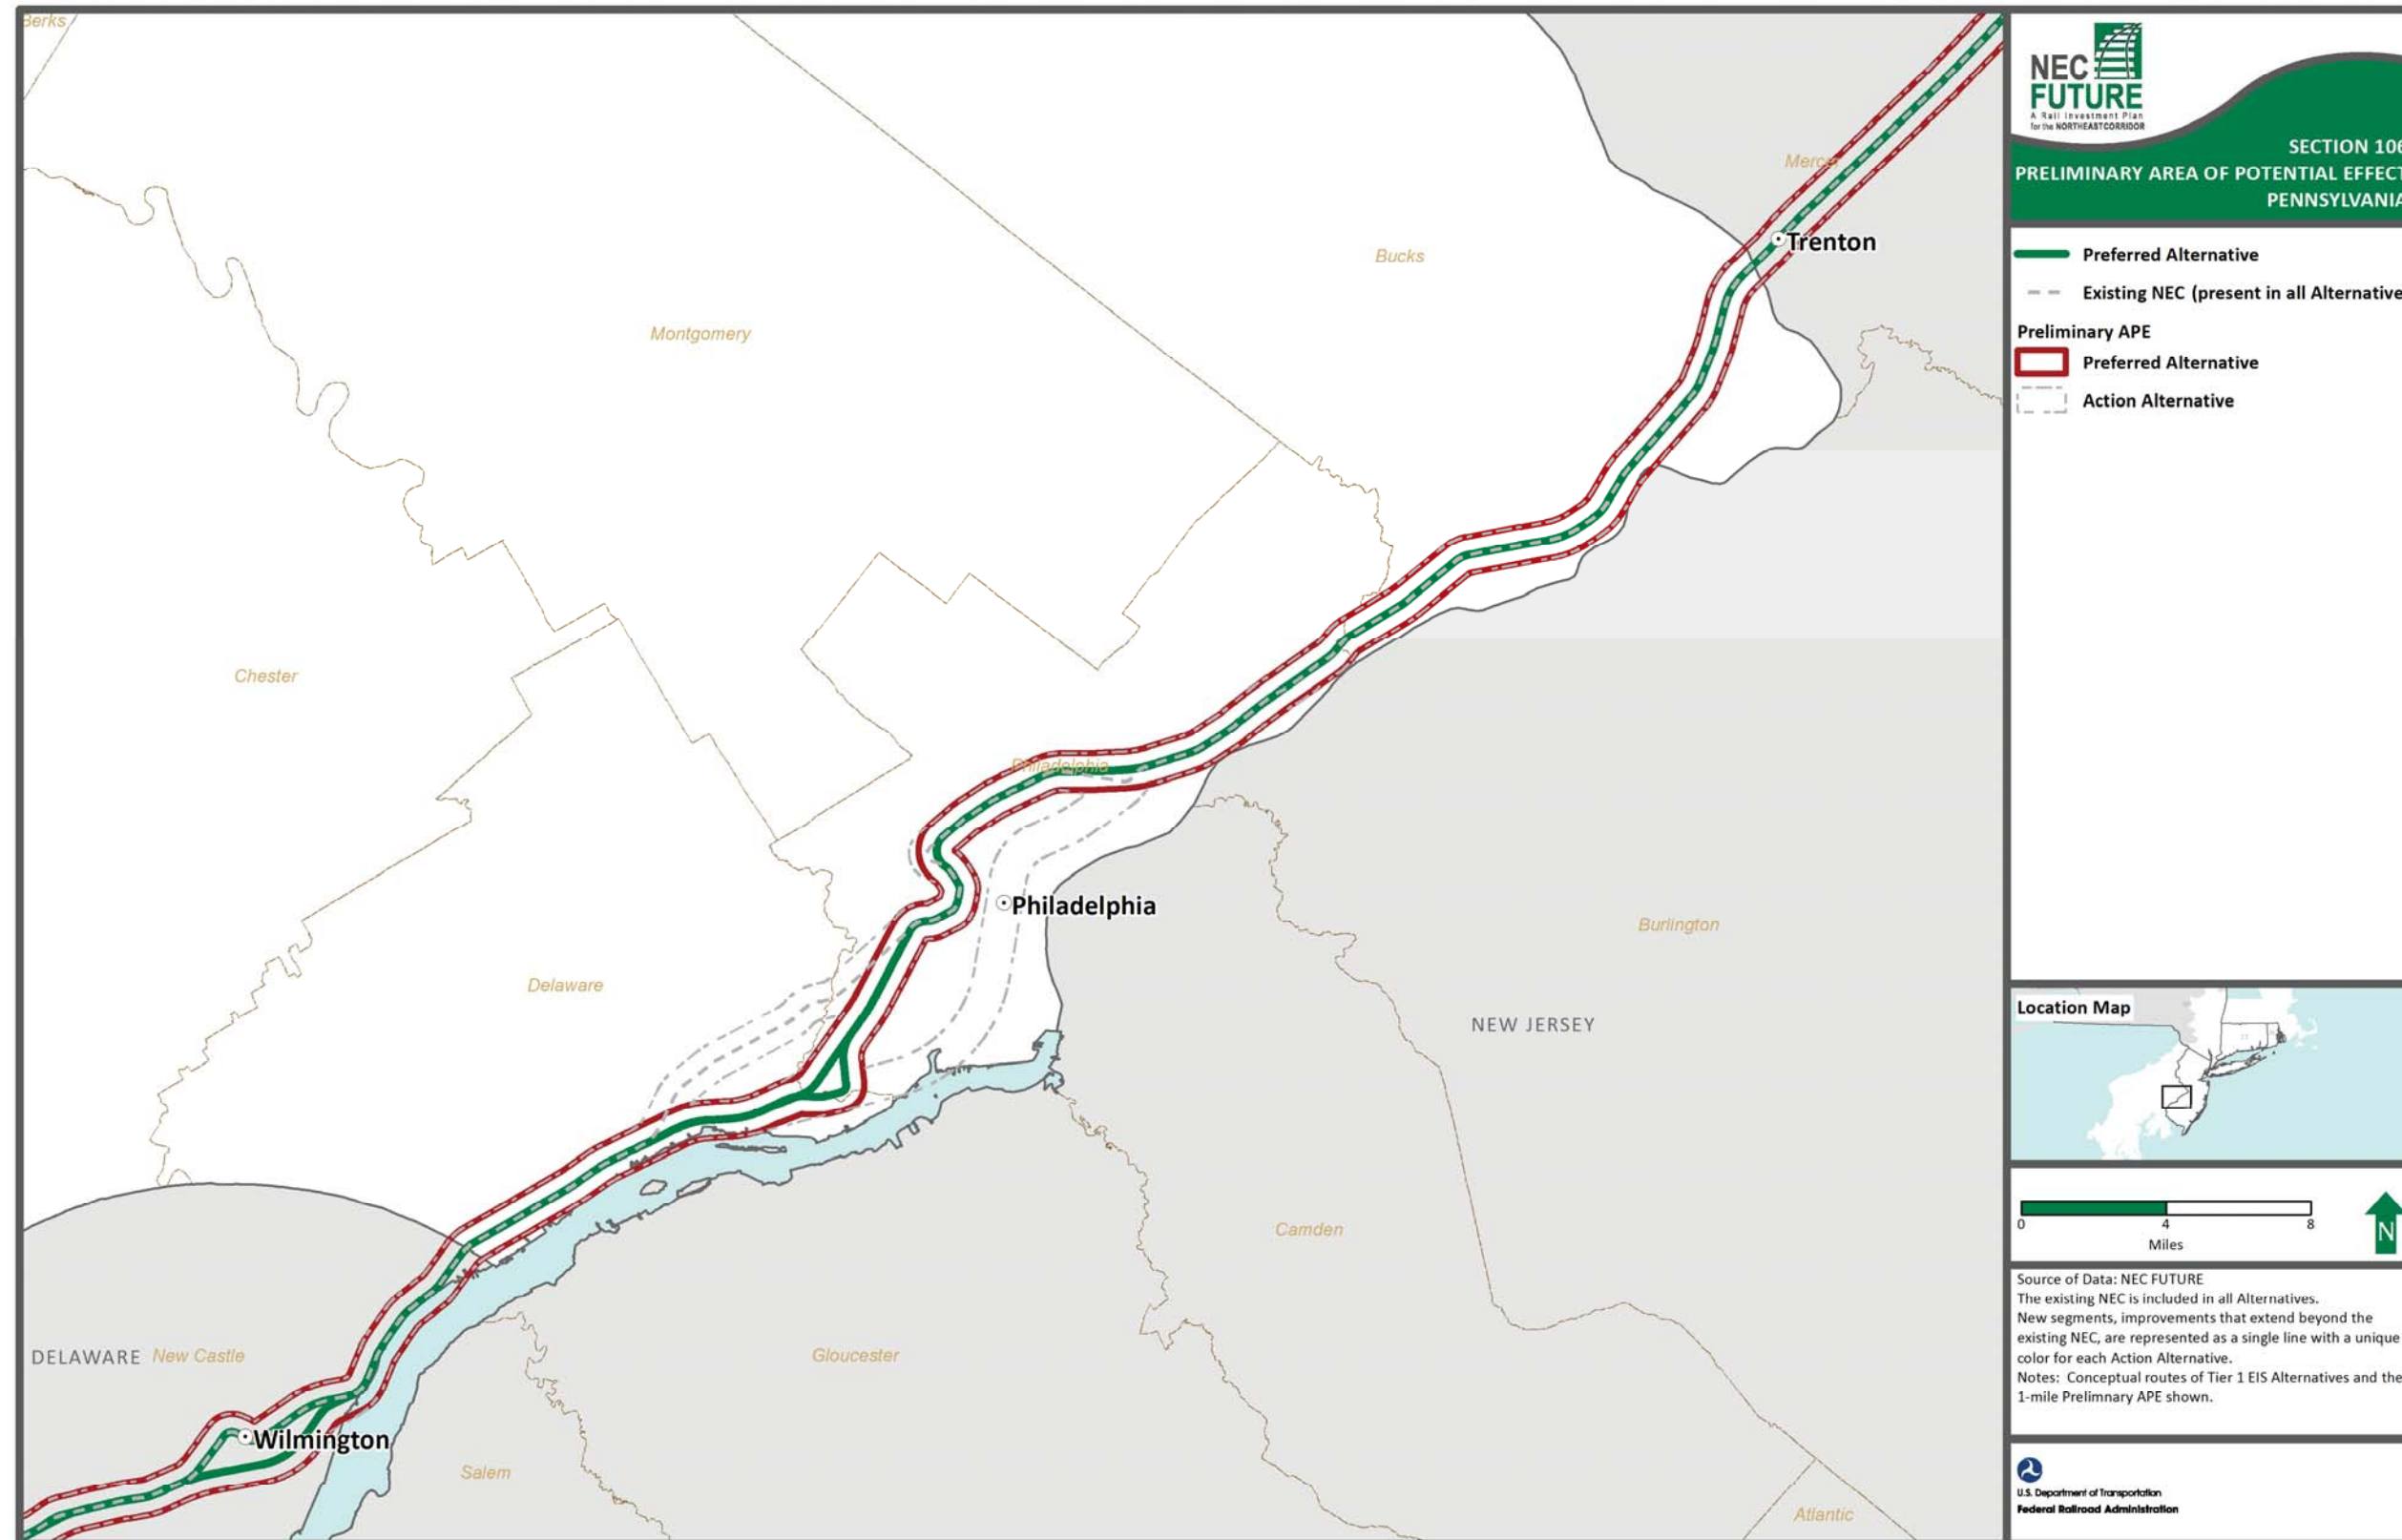 Berks
Mercer
Trenton
Bucks
Montgomery
Chester
Philadelphia
Philadelphia
Burlington
Delaware
NEW JERSEY
Camden
DELAWARE New Castle
Gloucester
Wilmington
Salem
Atlantic
NEC
FUTURE
A Rail Investment Plan
for the NORTHEAST CORRIDOR
SECTION 106
PRELIMINARY AREA OF POTENTIAL EFFECT
PENNSYLVANIA
Preferred Alternative
Existing NEC (present in all Alternative
Preliminary APE
Preferred Alternative
Action Alternative
Location Map
0 4 8
Miles
N
Source of Data: NEC FUTURE
The existing NEC is included in all Alternatives.
New segments, improvements that extend beyond the
existing NEC, are represented as a single line with a unique
color for each Action Alternative.
Notes: Conceptual routes of Tier 1 EIS Alternatives and the
1-mile Prelimnary APE shown.
U.S. Department of Transportation
Federal Railroad Administration